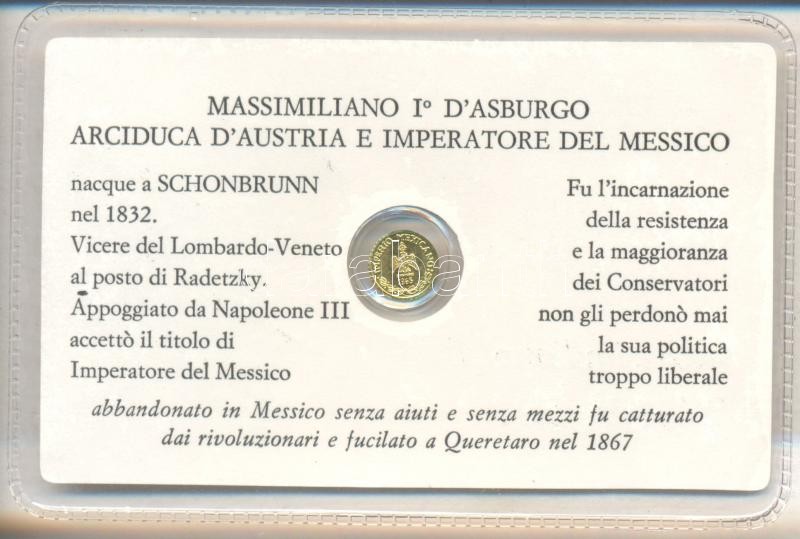 MASSIMILIANO Iº D'ASBURGO
ARCIDUCA D'AUSTRIA E IMPERATORE DEL MESSICO
nacque a SCHONBRUNN
nel 1832.
Vicere del Lombardo-Veneto
al posto di Radetzky.
Appoggiato da Napoleone III
accettò il titolo di
Imperatore del Messico
IMPERIO MEXICANO
Fu l'incarnazione
della resistenza
e la maggioranza
dei Conservatori
non gli perdonò mai
la sua politica
troppo liberale
abbandonato in Messico senza aiuti e senza mezzi fu catturato
dai rivoluzionari e fucilato a Queretaro nel 1867